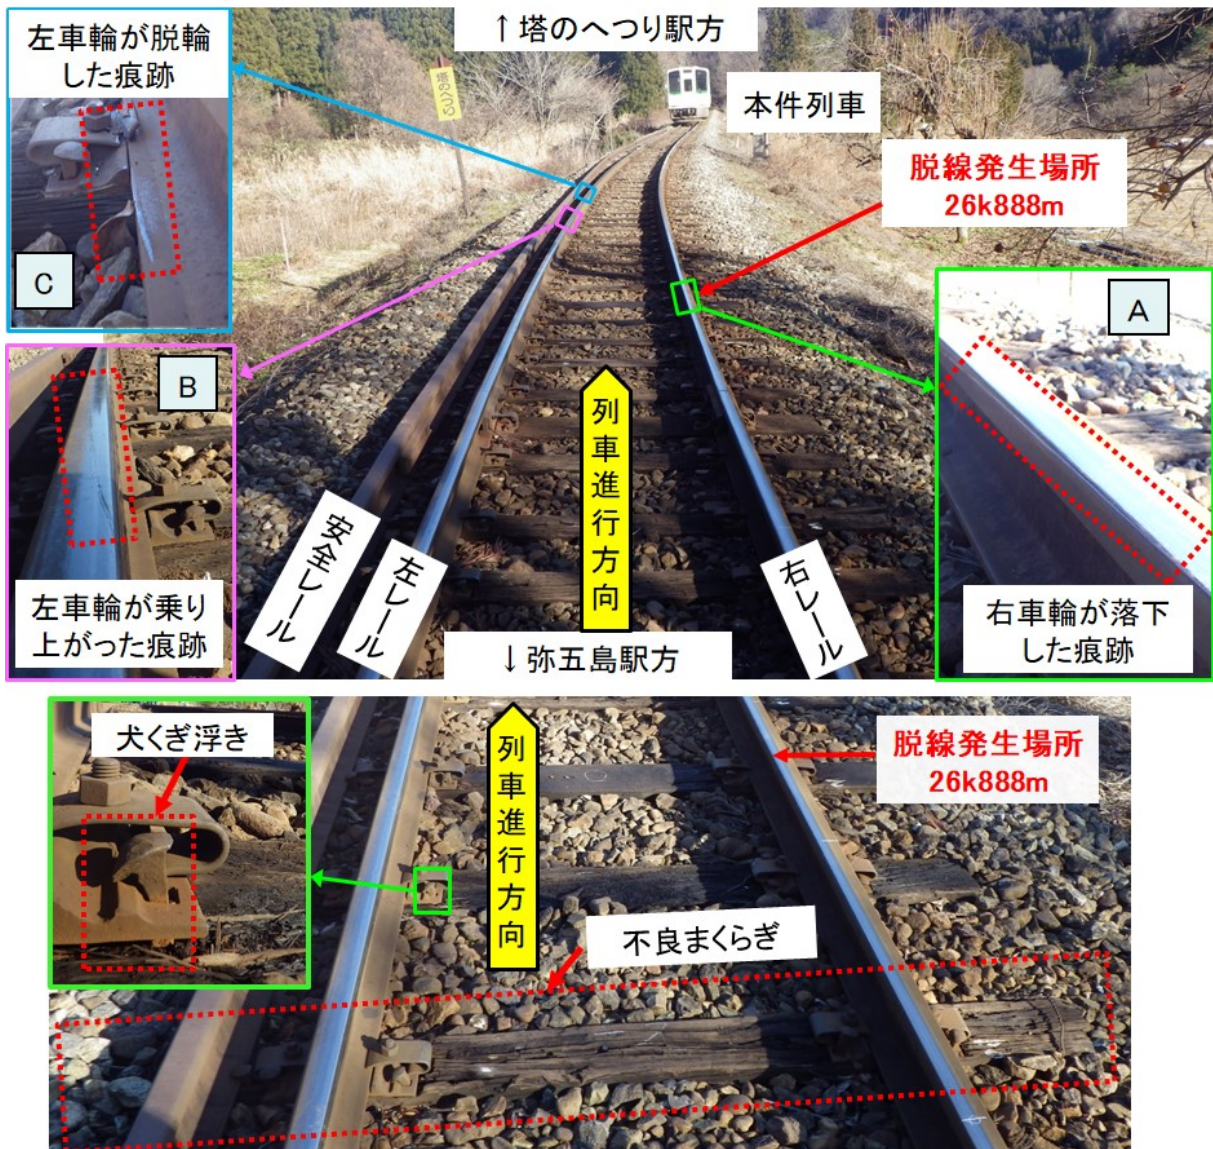 ↑塔のへつり駅方
左車輪が脱輪
した痕跡
C
塔のへつり
本件列車
脱線発生場所
26k888m
A
右車輪が落下
した痕跡
B
左車輪が乗り
上がった痕跡
安全レール
左レール
列車進行方向
右レール
↓弥五島駅方
犬くぎ浮き
列車進行方向
脱線発生場所
26k888m
不良まくらぎ